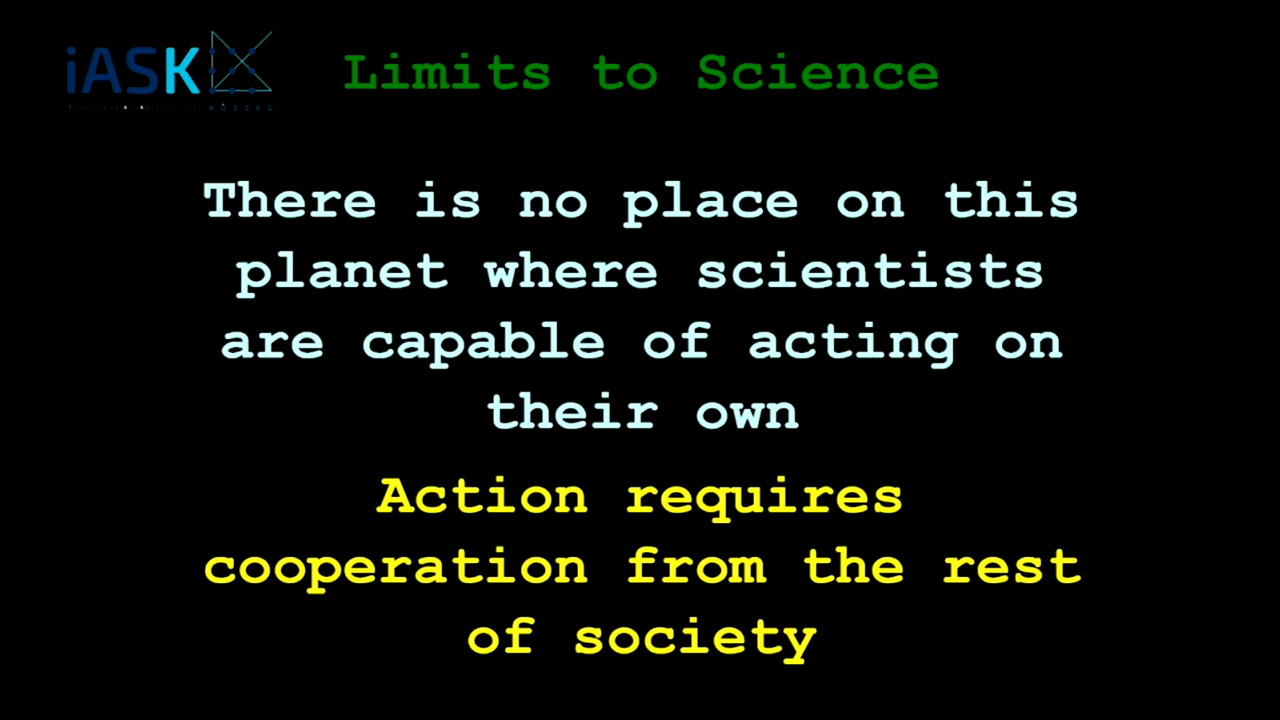 iASK
KOSZEG
Limits to Science
There is no place on this
planet where scientists
are capable of acting on
their own
Action requires
cooperation from the rest
of society